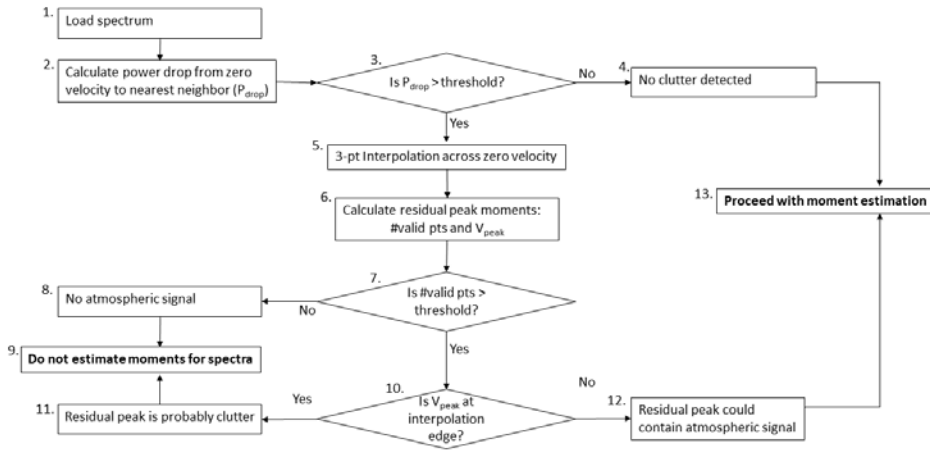 1.
Load spectrum
2.
Calculate power drop from zero
velocity to nearest neighbor (Pdrop)
3.
Is Pdrop > threshold?
No
4.
No clutter detected
Yes
5.
3-pt Interpolation across zero velocity
6.
Calculate residual peak moments:
#valid pts and Vpeak
13.
Proceed with moment estimation
7.
Is #valid pts >
threshold?
No
8.
No atmospheric signal
9.
Do not estimate moments for spectra
Yes
10.
Is Vpeak at
interpolation
edge?
Yes
11.
Residual peak is probably clutter
No
12.
Residual peak could
contain atmospheric signal